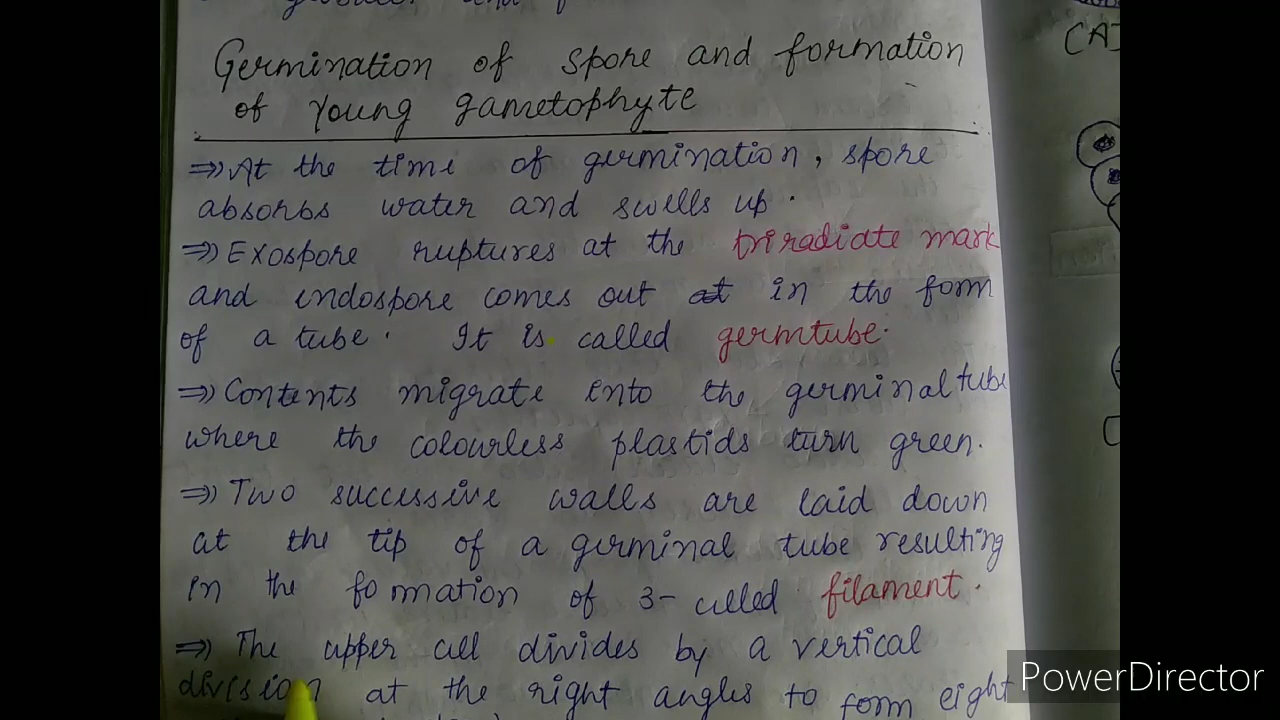 Germination of spore and formation
of Young gametophyte
⇒) At the time of germination, spore
absorbs water and swells up.
⇒) Exospore ruptures at the triradiate mark
and endospore comes out at in the form
of a tube. It is called germtube.
⇒) Contents migrate into the germinal tube
where the colourless plastids turn green.
⇒) Two successive walls are laid down
at the tip of a germinal tube resulting
in the fomation of 3-celled filament.
⇒) The upper cell divides by a vertical
division at the right angles to form eight
(A)
PowerDirector